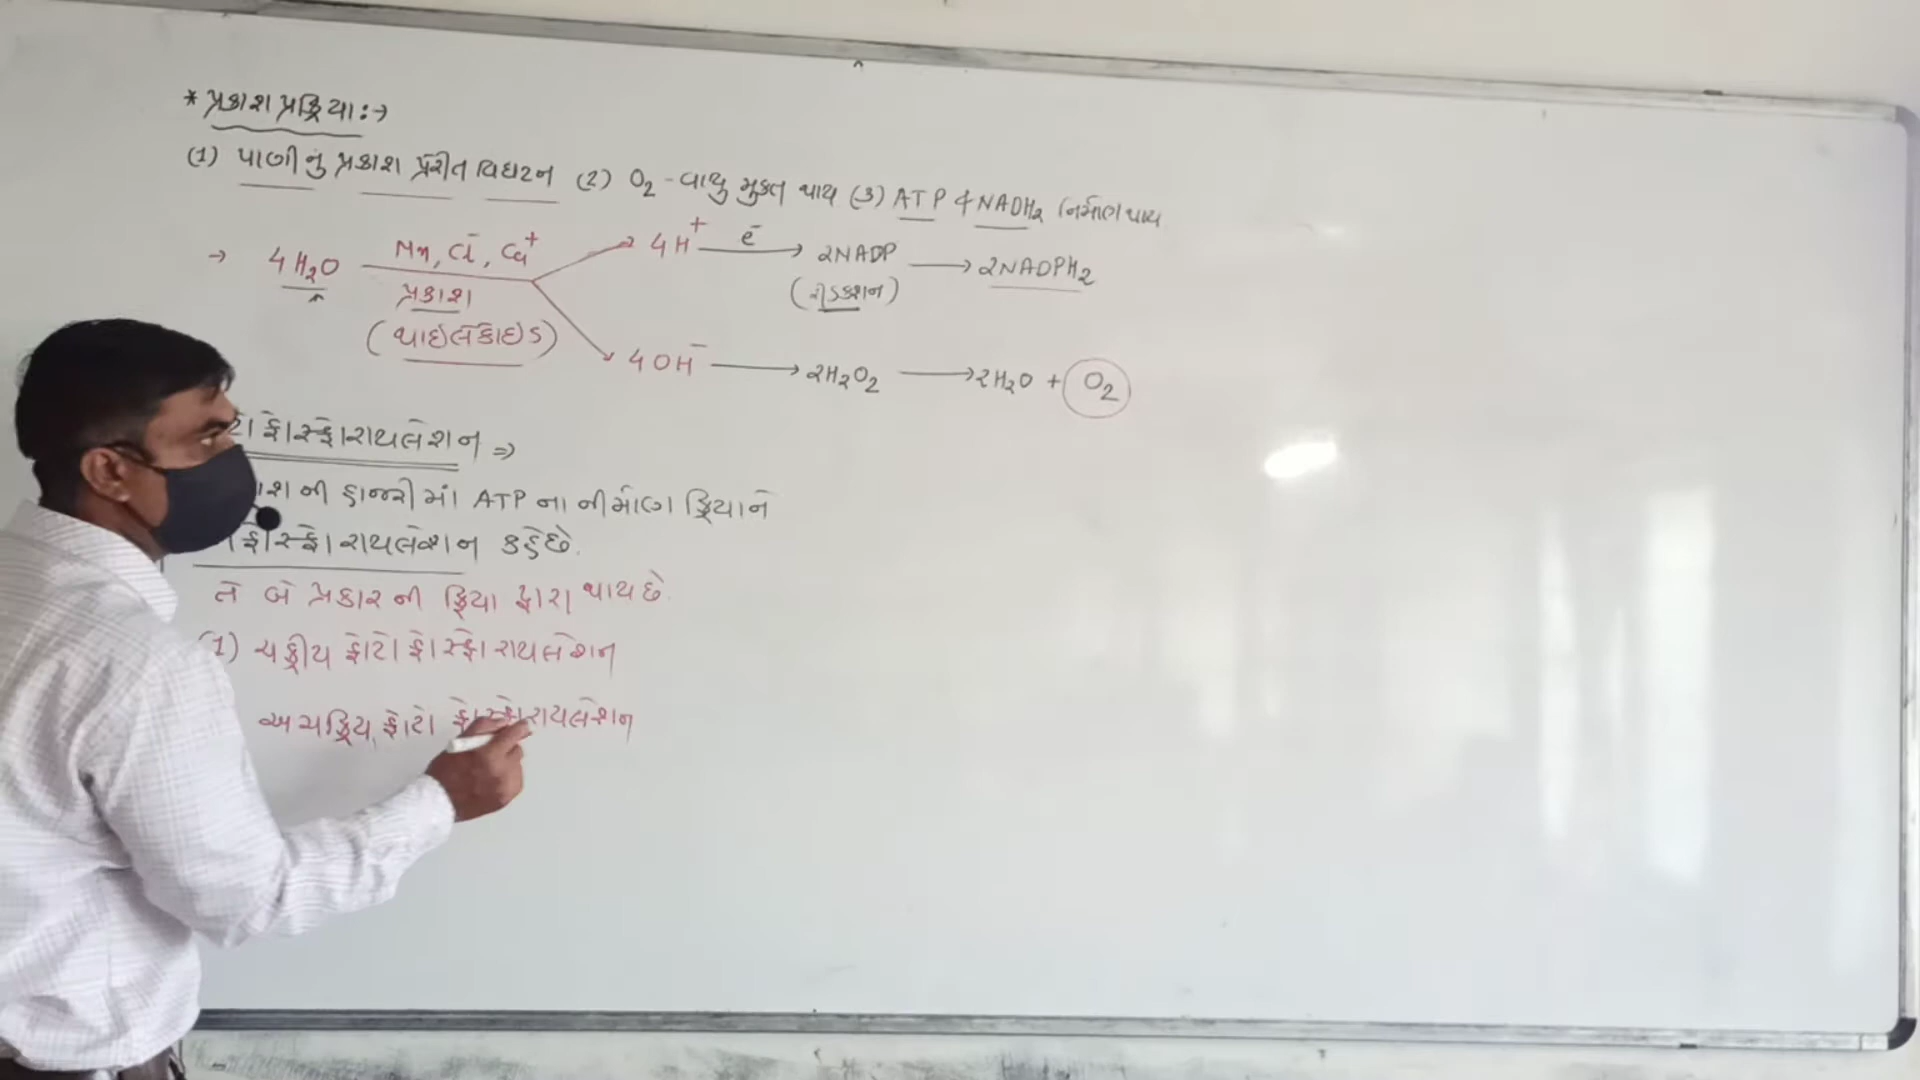 * પ્રકાશ પ્રક્રિયા :→
(1) પાણીનું પ્રકાશ પ્રેરીત વિઘટન (2) O₂ - વાયુ મુક્ત થાય (૩) ATP & NADH₂ નિર્માણ થાય
→ 4H₂O Mn, Cl⁻, Ca⁺ 4H⁺ e⁻ → 2NADP → 2NADPH₂
પ્રકાશ (રીડક્શન)
(થાઇલેકોઇડ)
4OH⁻ → 2H₂O₂ → 2H₂O + O₂
ફોસ્ફોરાયલેશન ⇒
ની હાજરીમાં ATP ના નીર્માણ ક્રિયાને
ફોસ્ફોરાયલેશન કહેછે.
તે બે પ્રકારની ક્રિયા દ્વારા થાય છે.
(1) ચક્રીય ફોટો ફોસ્ફોરાયલેશન
અચક્રિય ફોટો ફોસ્ફોરાયલેશન